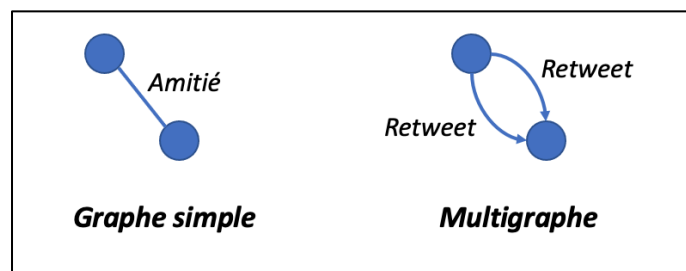 Amitié
Graphe simple
Retweet
Retweet
Multigraphe